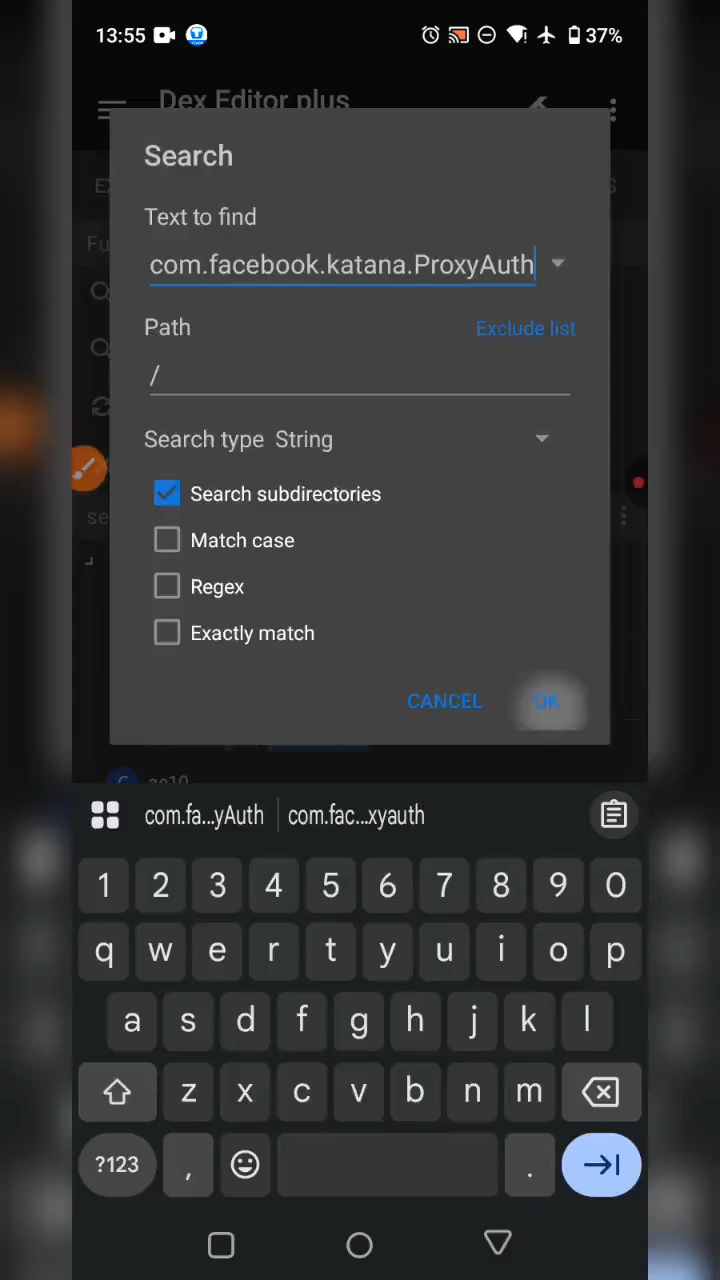 13:55
37%
Dex Editor plus
Search
Text to find
com.facebook.katana.ProxyAuth
Path
Exclude list
/
Search type String
Search subdirectories
Match case
Regex
Exactly match
CANCEL
OK
com.fa...yAuth
com.fac...xyauth
1 2 3 4 5 6 7 8 9 0
q w e r t y u i o p
a s d f g h j k l
z x c v b n m
?123 , .